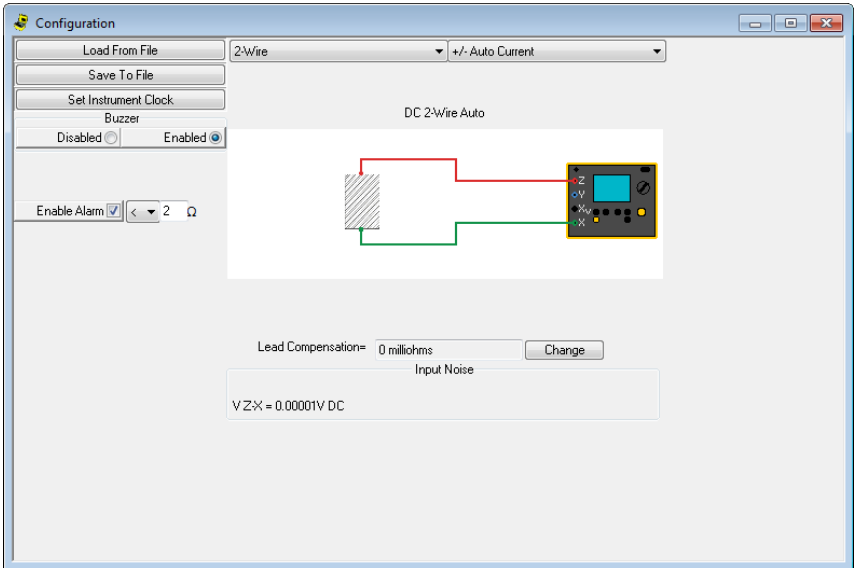 Configuration
Load From File
2-Wire
+/- Auto Current
Save To File
Set Instrument Clock
Buzzer
DC 2-Wire Auto
Disabled
Enabled
Enable Alarm
<
2
Ω
Z
Y
Xv
X
Lead Compensation=
0 milliohms
Change
Input Noise
V Z-X = 0.00001V DC